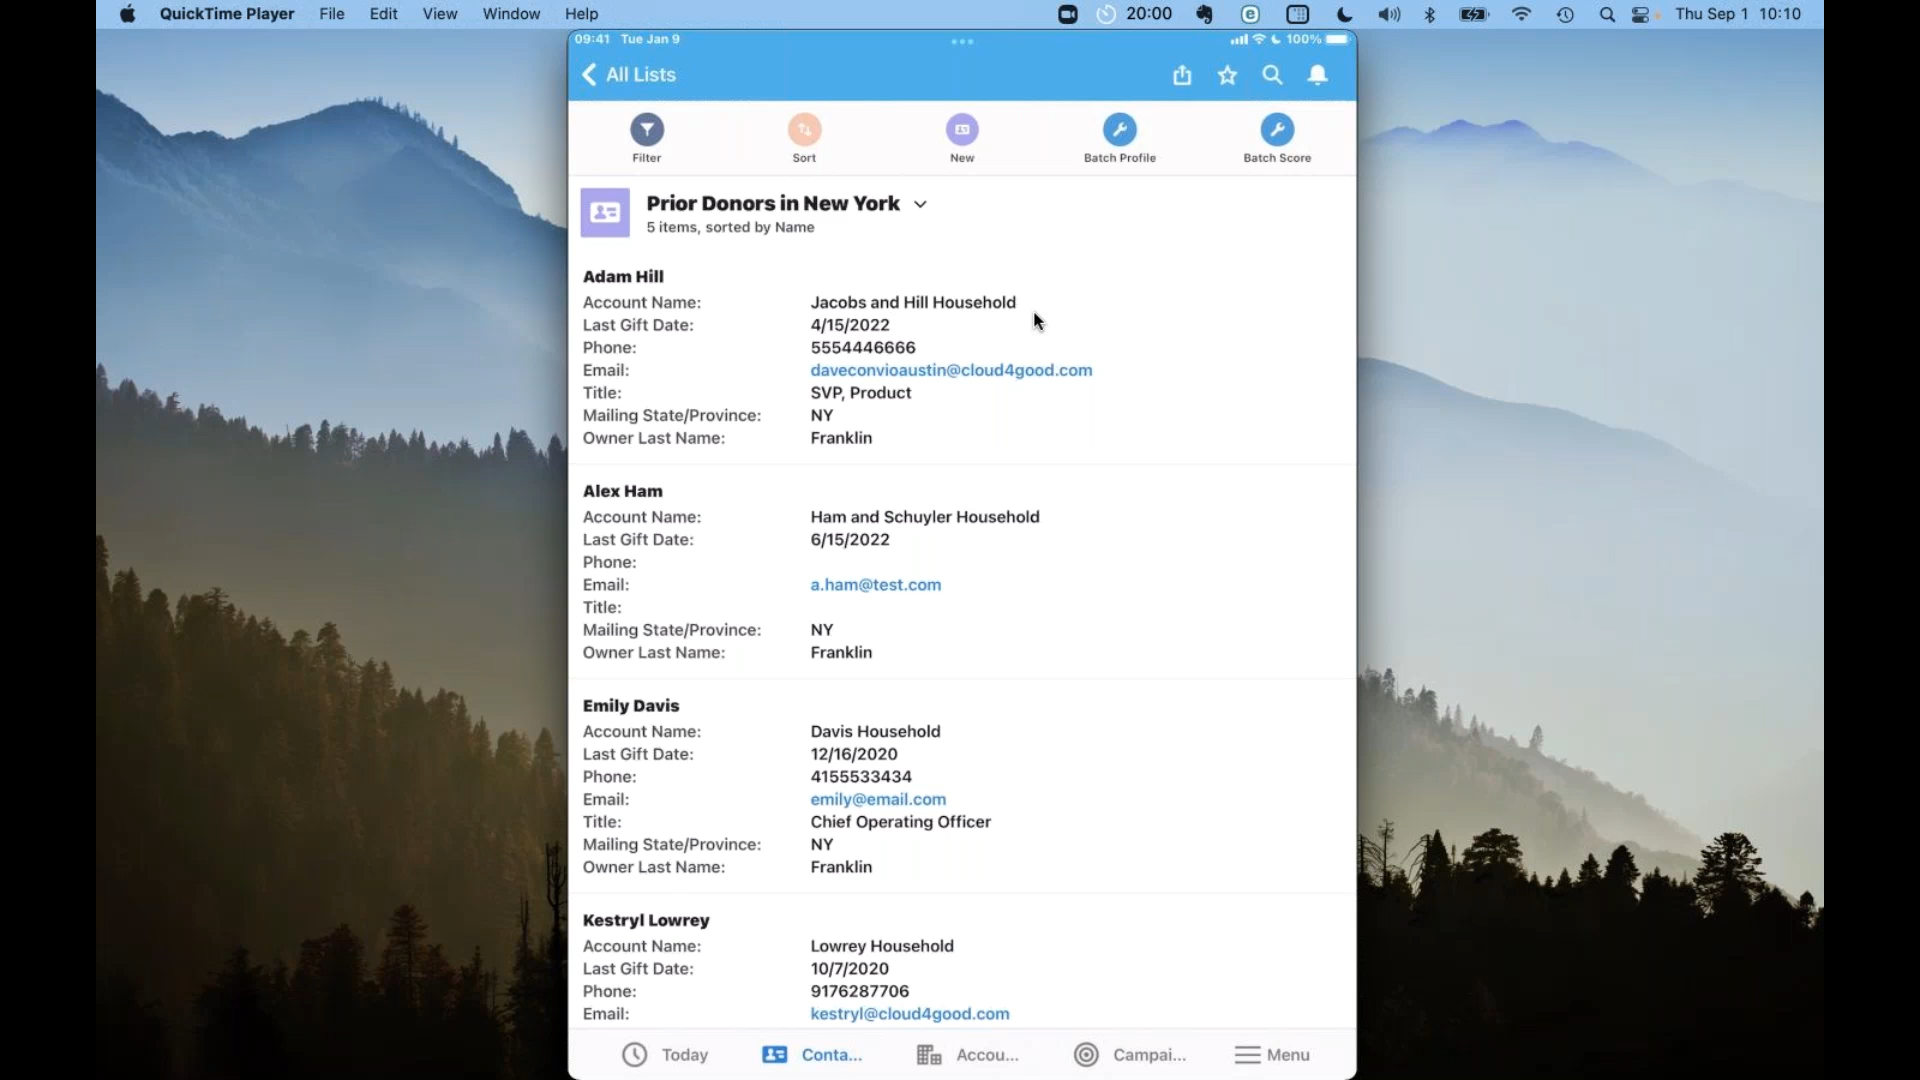 QuickTime Player File Edit View Window Help 20:00 Thu Sep 1 10:10
09:41 Tue Jan 9 100%
All Lists
Filter Sort New Batch Profile Batch Score
Prior Donors in New York
5 items, sorted by Name
Adam Hill
Account Name: Jacobs and Hill Household
Last Gift Date: 4/15/2022
Phone: 5554446666
Email: daveconvioaustin@cloud4good.com
Title: SVP, Product
Mailing State/Province: NY
Owner Last Name: Franklin
Alex Ham
Account Name: Ham and Schuyler Household
Last Gift Date: 6/15/2022
Phone:
Email: a.ham@test.com
Title:
Mailing State/Province: NY
Owner Last Name: Franklin
Emily Davis
Account Name: Davis Household
Last Gift Date: 12/16/2020
Phone: 4155533434
Email: emily@email.com
Title: Chief Operating Officer
Mailing State/Province: NY
Owner Last Name: Franklin
Kestryl Lowrey
Account Name: Lowrey Household
Last Gift Date: 10/7/2020
Phone: 9176287706
Email: kestryl@cloud4good.com
Today Conta... Accou... Campai... Menu